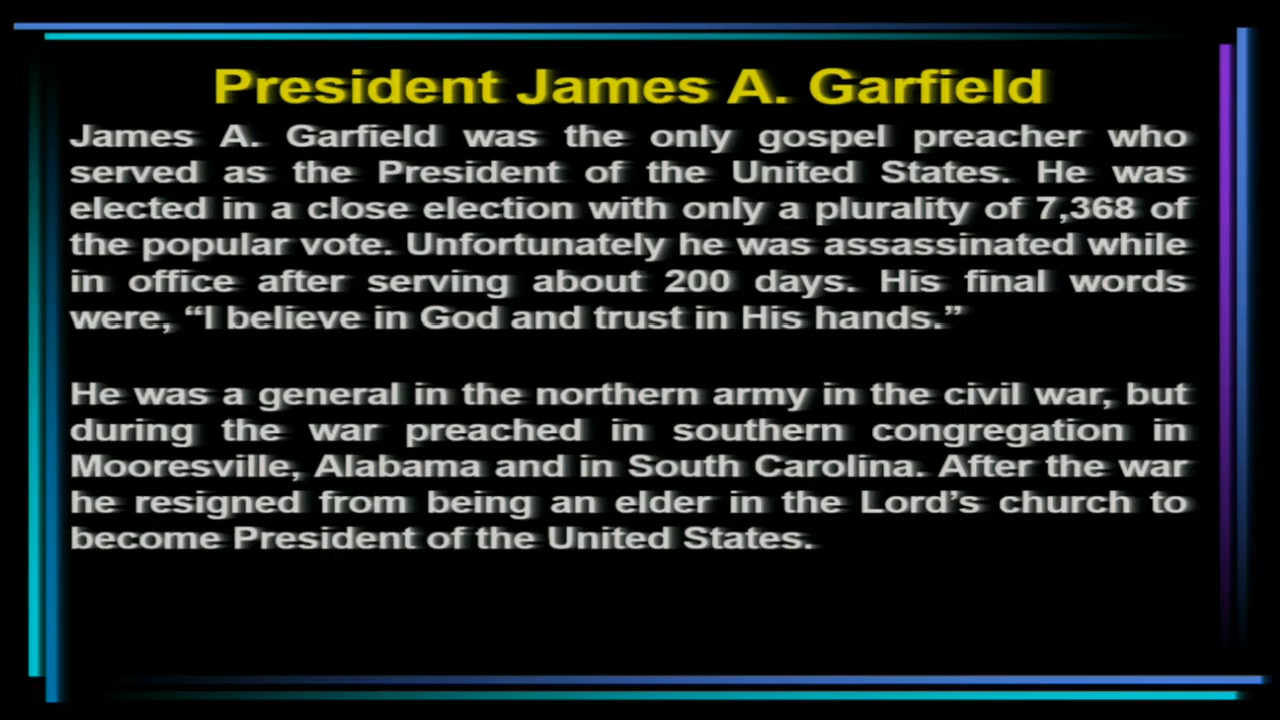 President James A. Garfield
James A. Garfield was the only gospel preacher who
served as the President of the United States. He was
elected in a close election with only a plurality of 7,368 of
the popular vote. Unfortunately he was assassinated while
in office after serving about 200 days. His final words
were, “I believe in God and trust in His hands.”
He was a general in the northern army in the civil war, but
during the war preached in southern congregation in
Mooresville, Alabama and in South Carolina. After the war
he resigned from being an elder in the Lord’s church to
become President of the United States.